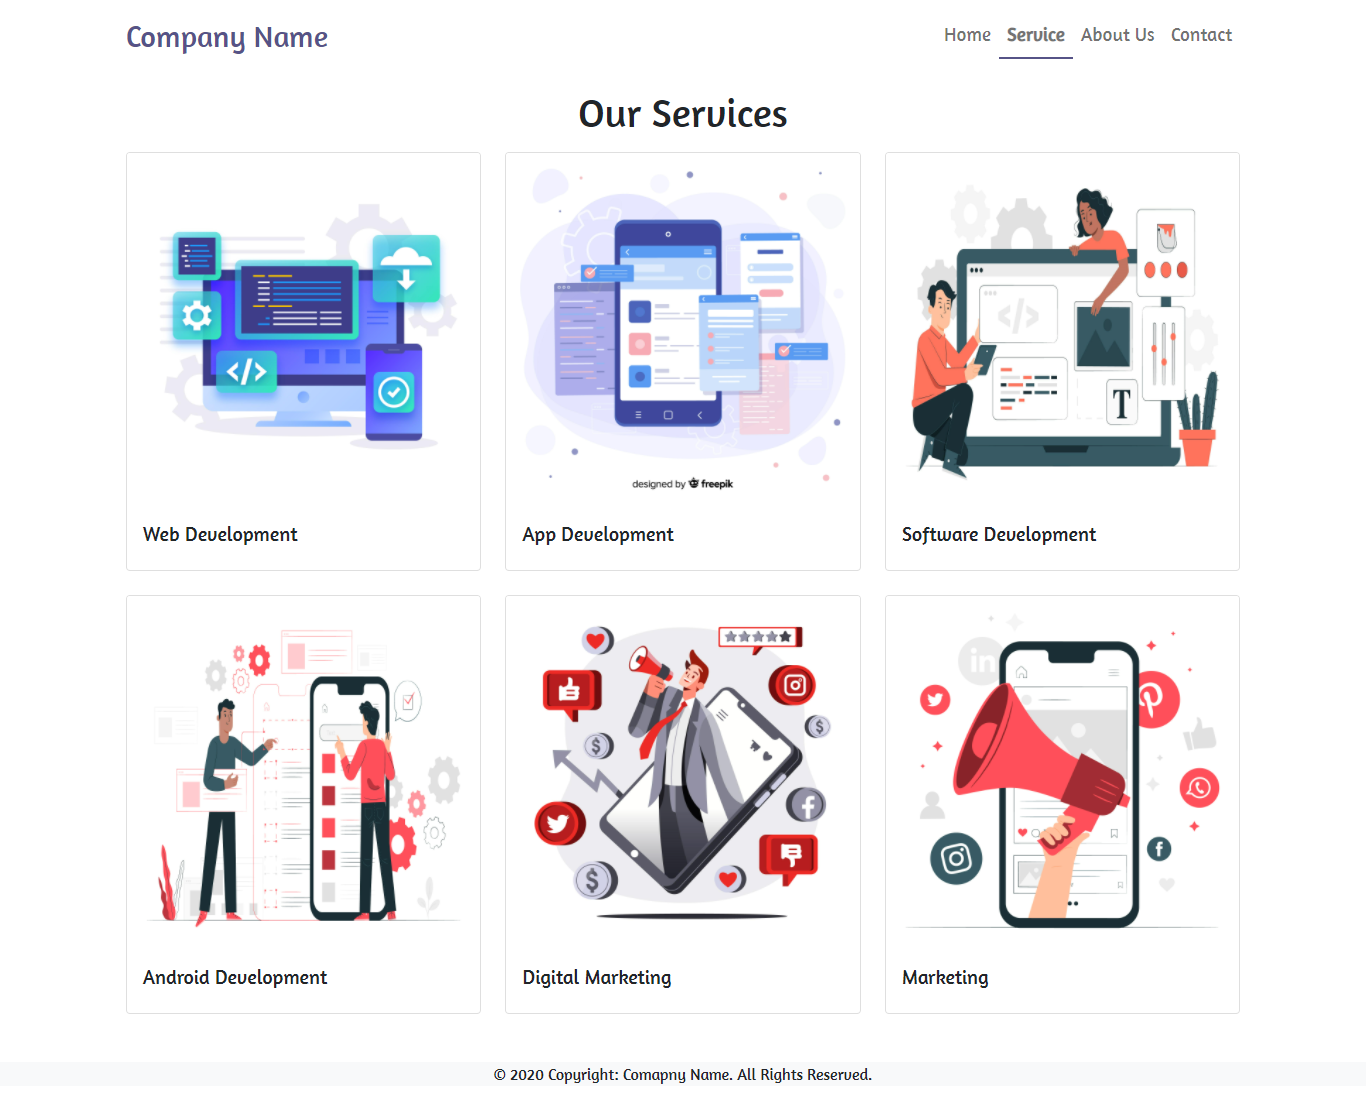 Company Name
Home Service About Us Contact
Our Services
designed by freepik
Web Development
App Development
Software Development
Android Development
Digital Marketing
Marketing
© 2020 Copyright: Comapny Name. All Rights Reserved.